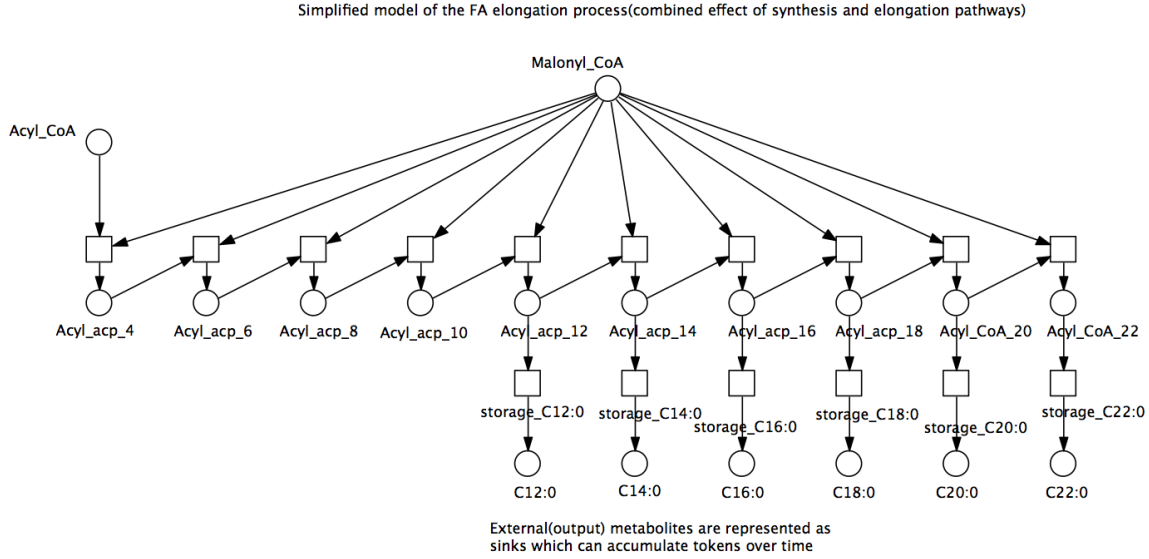 Simplified model of the FA elongation process(combined effect of synthesis and elongation pathways)
Malonyl_CoA
Acyl_CoA
Acyl_acp_4
Acyl_acp_6
Acyl_acp_8
Acyl_acp_10
Acyl_acp_12
Acyl_acp_14
Acyl_acp_16
Acyl_acp_18
Acyl_CoA_20
Acyl_CoA_22
storage_C12:0
storage_C14:0
storage_C16:0
storage_C18:0
storage_C20:0
storage_C22:0
C12:0
C14:0
C16:0
C18:0
C20:0
C22:0
External(output) metabolites are represented as
sinks which can accumulate tokens over time